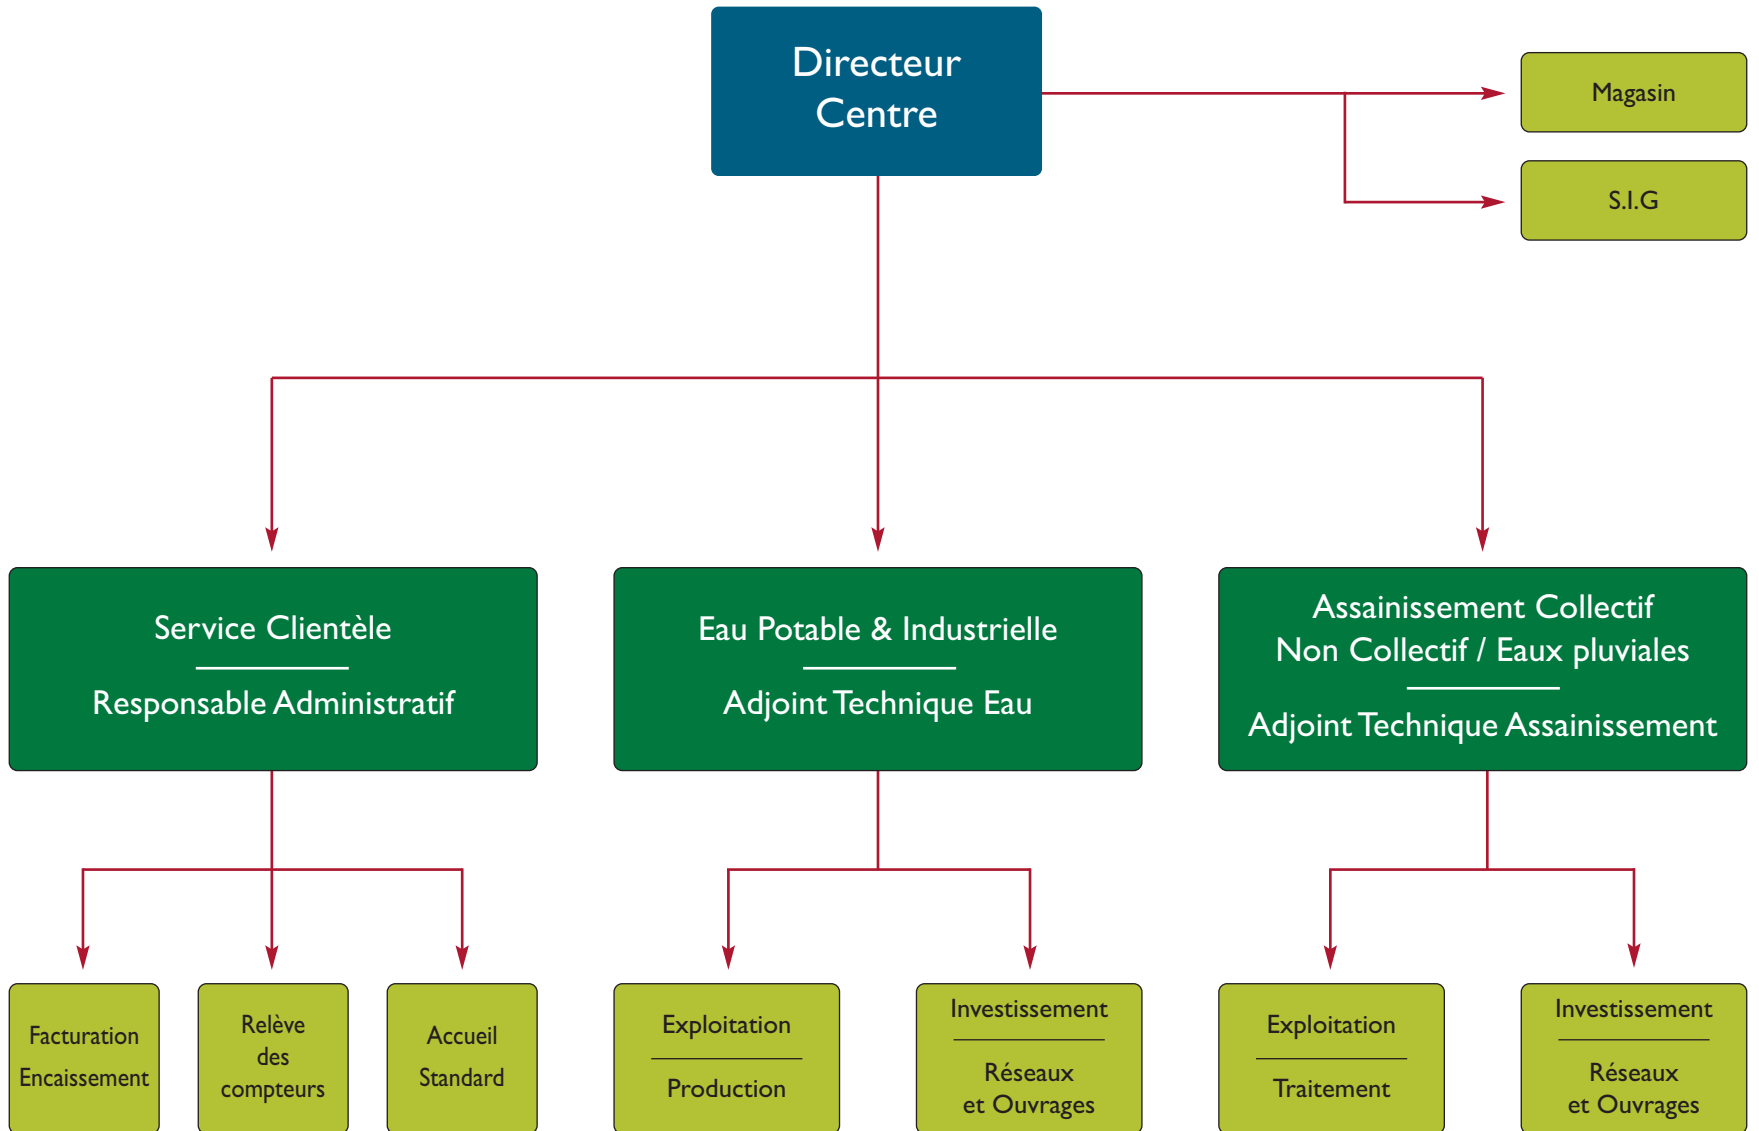 Directeur
Centre
Magasin
S.I.G
Service Clientèle
Responsable Administratif
Eau Potable & Industrielle
Adjoint Technique Eau
Assainissement Collectif
Non Collectif / Eaux pluviales
Adjoint Technique Assainissement
Facturation
Encaissement
Relève
des
compteurs
Accueil
Standard
Exploitation
Production
Investissement
Réseaux
et Ouvrages
Exploitation
Traitement
Investissement
Réseaux
et Ouvrages